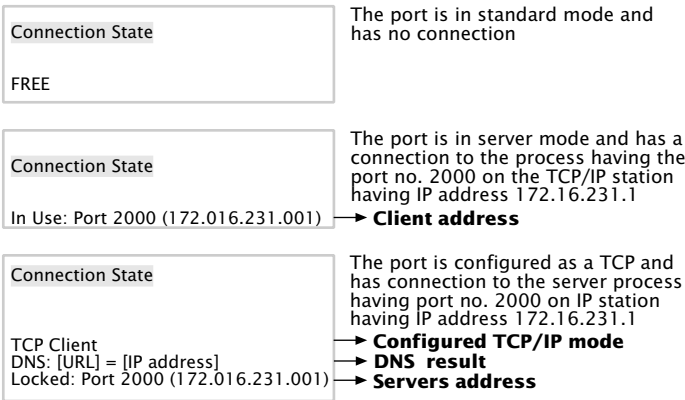 Connection State
FREE
The port is in standard mode and
has no connection
Connection State
In Use: Port 2000 (172.016.231.001)
The port is in server mode and has a
connection to the process having the
port no. 2000 on the TCP/IP station
having IP address 172.16.231.1
Client address
Connection State
TCP Client
DNS: [URL] = [IP address]
Locked: Port 2000 (172.016.231.001)
The port is configured as a TCP and
has connection to the server process
having port no. 2000 on IP station
having IP address 172.16.231.1
Configured TCP/IP mode
DNS result
Servers address